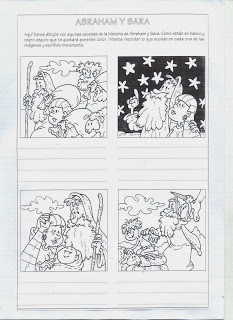 ABRAHAM Y SARA
Aquí tienes dibujos con algunas escenas de la historia de Abraham y Sara. Como están en blanco y
negro seguro que te gustará ponerles color. Intenta recordar lo que sucede en cada una de las
imágenes y escríbelo brevemente.